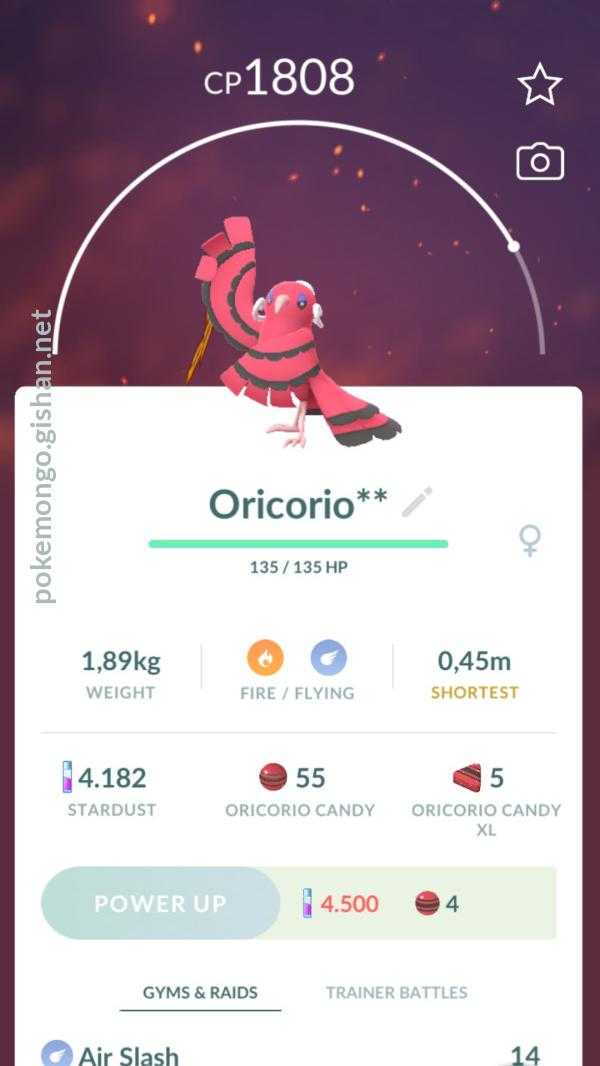 CP1808
pokemongo.gishan.net
Oricorio**
135 / 135 HP
1,89kg
WEIGHT
FIRE / FLYING
0,45m
SHORTEST
4.182
STARDUST
55
ORICORIO CANDY
5
ORICORIO CANDY
XL
POWER UP
4.500
4
GYMS & RAIDS
TRAINER BATTLES
Air Slash
14